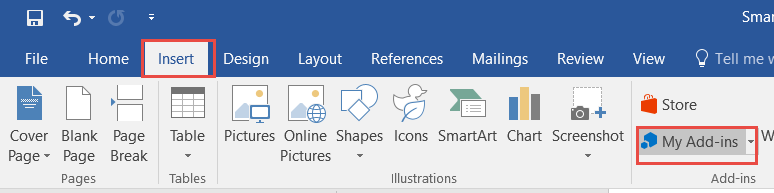 Smar
File Home Insert Design Layout References Mailings Review View Tell me w
Cover Page
Blank Page
Page Break
Table
Pictures
Online Pictures
Shapes
Icons
SmartArt
Chart
Screenshot
Store
My Add-ins
W
Pages
Tables
Illustrations
Add-ins